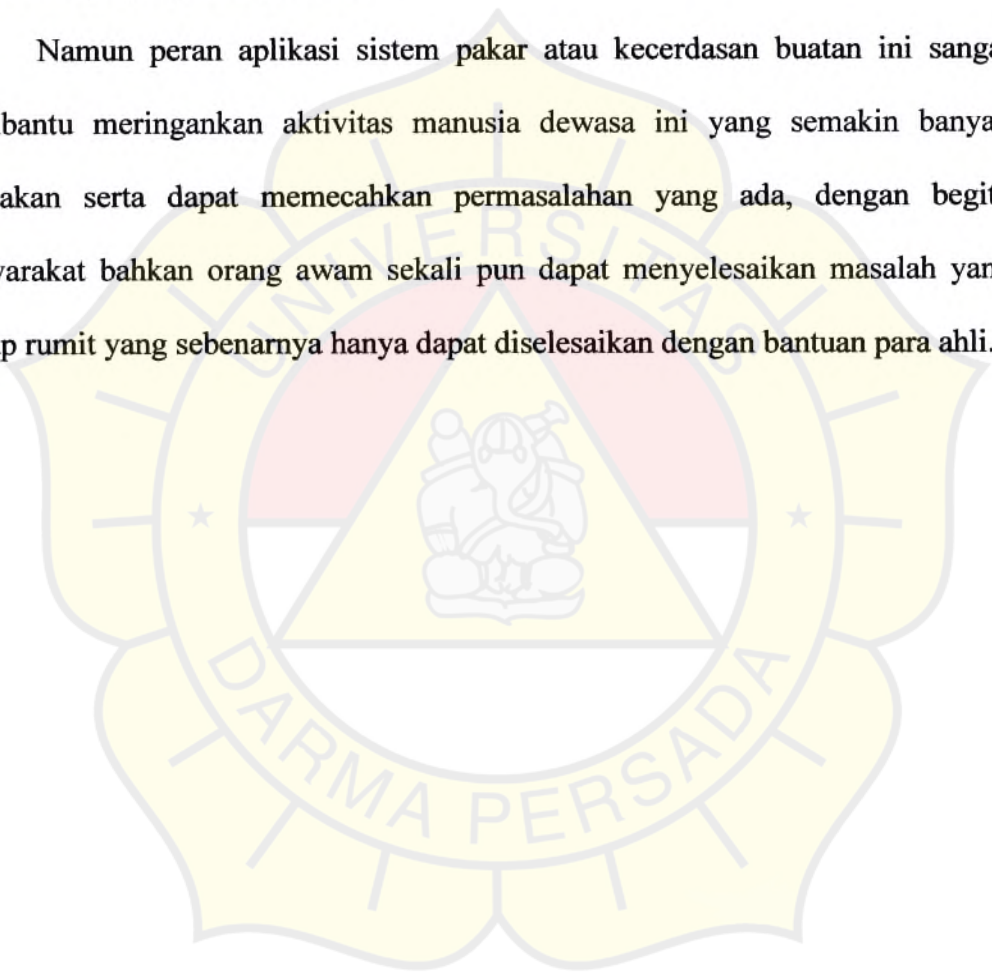 Namun peran aplikasi sistem pakar atau kecerdasan buatan ini sanga
bantu meringankan aktivitas manusia dewasa ini yang semakin banya
akan serta dapat memecahkan permasalahan yang ada, dengan begit
arakat bahkan orang awam sekali pun dapat menyelesaikan masalah yan
p rumit yang sebenarnya hanya dapat diselesaikan dengan bantuan para ahli.
UNIVERSITAS
DARMA PERSADA